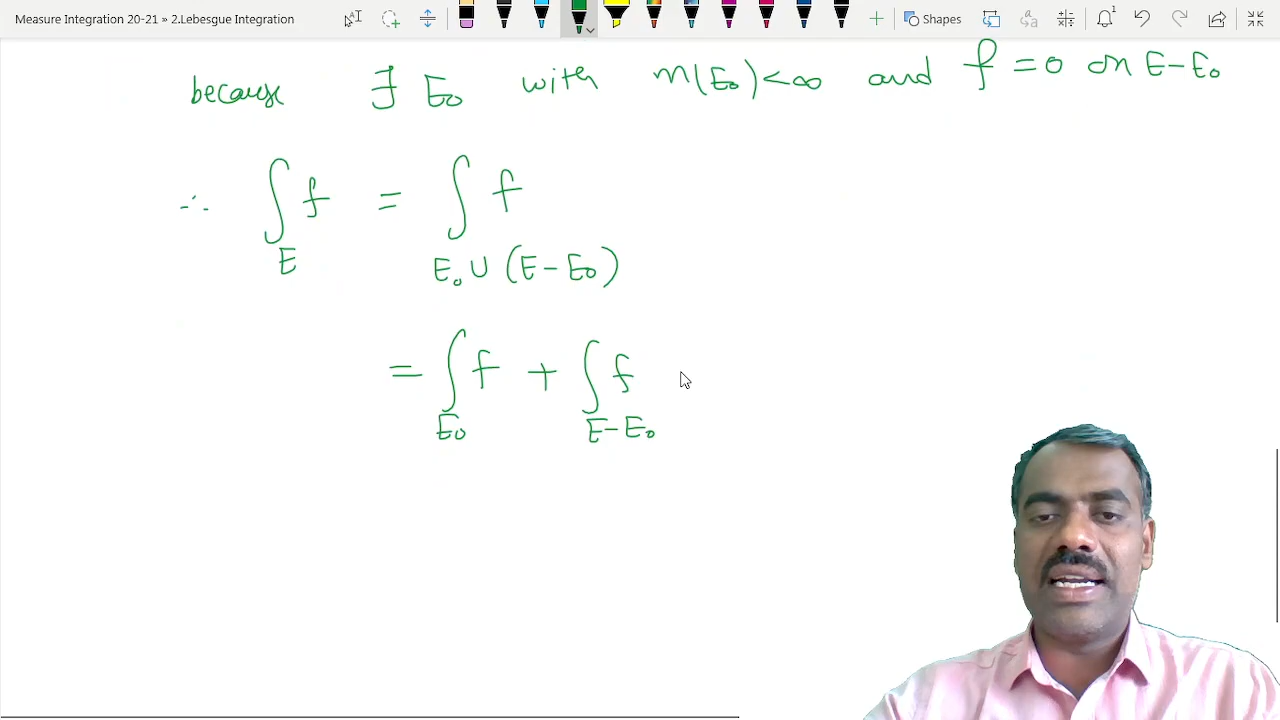 Measure Integration 20-21 » 2.Lebesgue Integration
Shapes
because ∃ E₀ with m(E₀) < ∞ and f = 0 on E − E₀
∴ ∫_E f = ∫_{E₀ ∪ (E − E₀)} f
= ∫_{E₀} f + ∫_{E − E₀} f